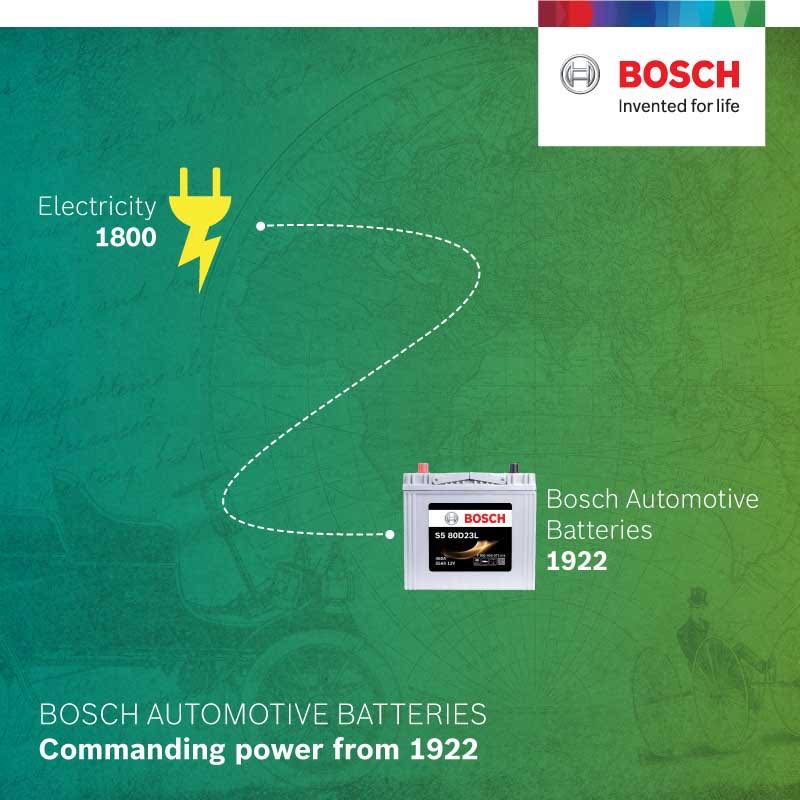 BOSCH
Invented for life
Electricity
1800
BOSCH
S5 80D23L
Bosch Automotive
Batteries
1922
BOSCH AUTOMOTIVE BATTERIES
Commanding power from 1922